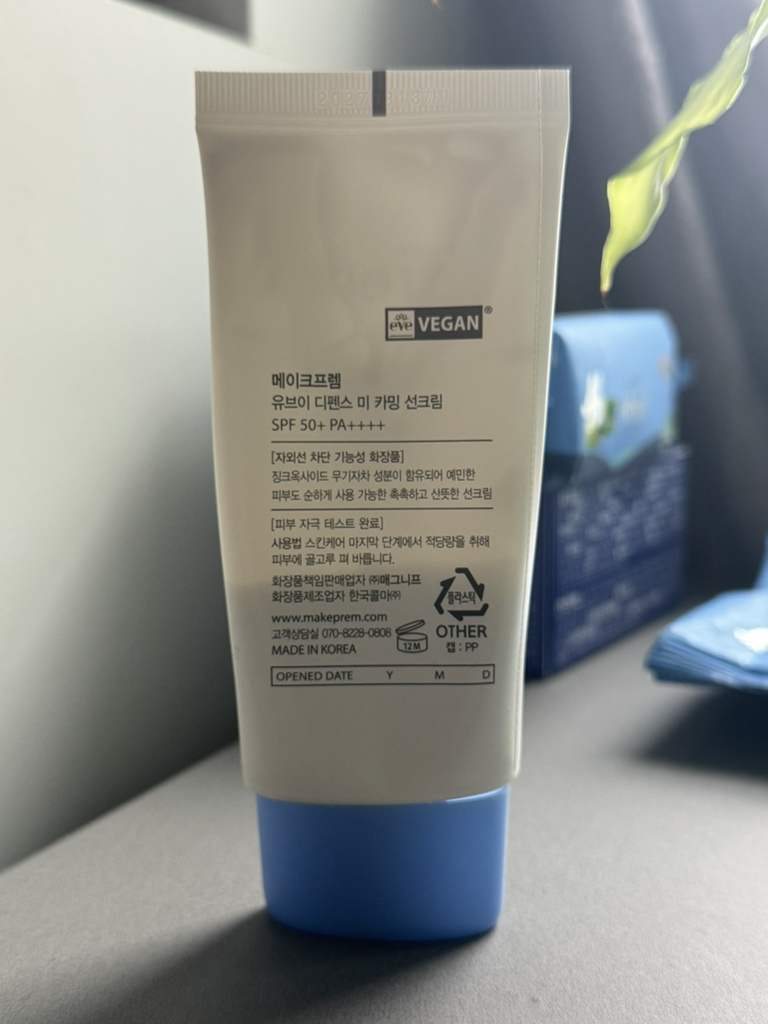 eve VEGAN®
메이크프렘
유브이 디펜스 미 카밍 선크림
SPF 50+ PA++++
[자외선 차단 기능성 화장품]
징크옥사이드 무기자차 성분이 함유되어 예민한
피부도 순하게 사용 가능한 촉촉하고 산뜻한 선크림
[피부 자극 테스트 완료]
사용법 스킨케어 마지막 단계에서 적당량을 취해
피부에 골고루 펴 바릅니다.
화장품책임판매업자 ㈜매그니프
화장품제조업자 한국콜마㈜
www.makeprem.com
고객상담실 070-8228-0808
MADE IN KOREA
12M
플라스틱
OTHER
캡 : PP
OPENED DATE Y M D